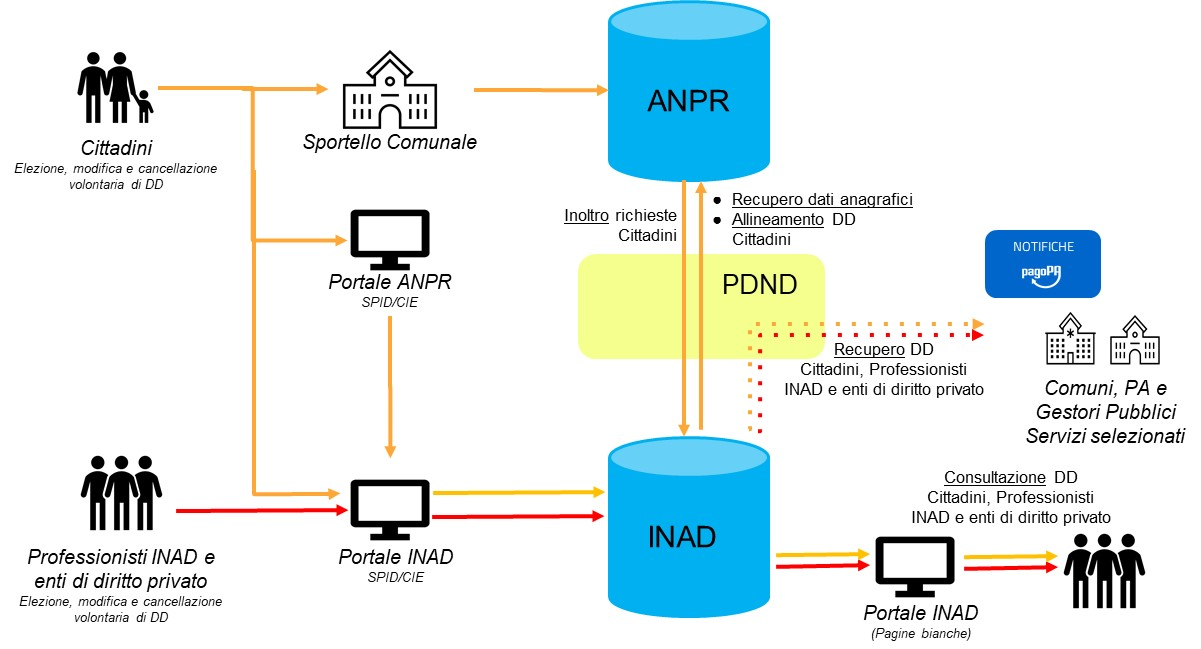 ANPR
Cittadini
Elezione, modifica e cancellazione
volontaria di DD
Sportello Comunale
Inoltro richieste
Cittadini
● Recupero dati anagrafici
● Allineamento DD
Cittadini
Portale ANPR
SPID/CIE
PDND
NOTIFICHE
pagoPA
Recupero DD
Cittadini, Professionisti
INAD e enti di diritto privato
Comuni, PA e
Gestori Pubblici
Servizi selezionati
Professionisti INAD e
enti di diritto privato
Elezione, modifica e cancellazione
volontaria di DD
Portale INAD
SPID/CIE
INAD
Consultazione DD
Cittadini, Professionisti
INAD e enti di diritto privato
Portale INAD
(Pagine bianche)